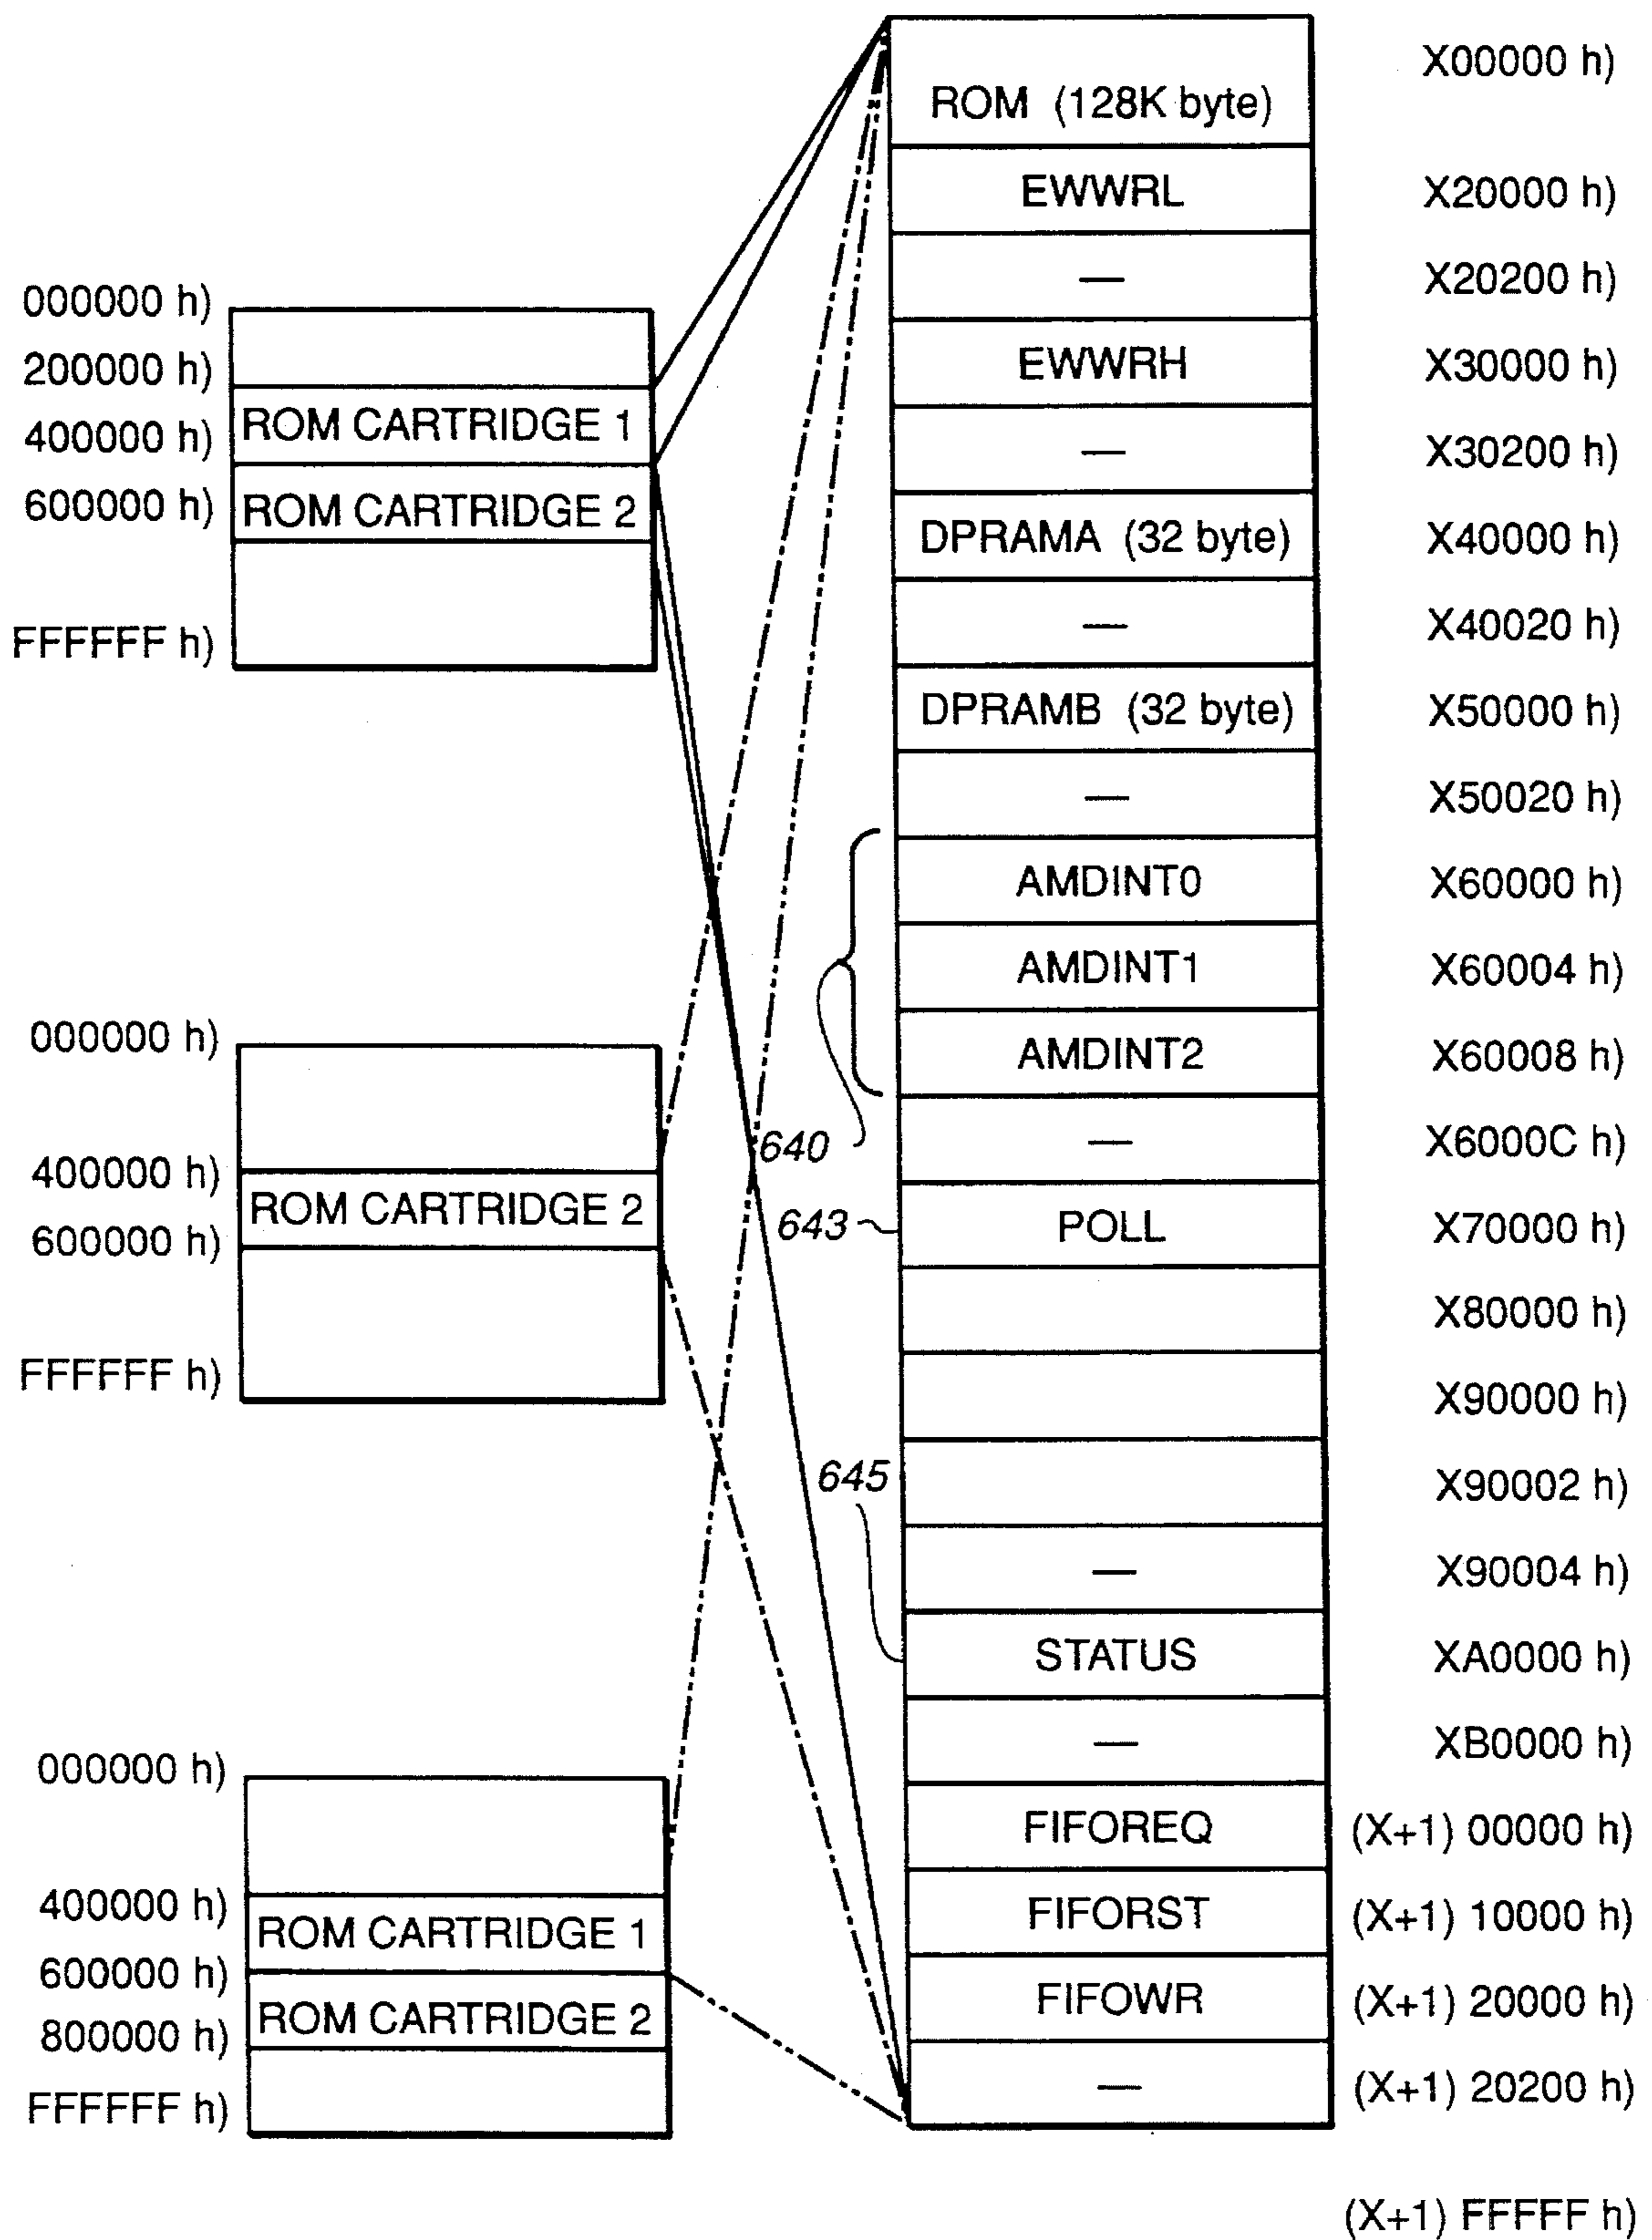 000000 h)
200000 h)
ROM CARTRIDGE 1
400000 h)
ROM CARTRIDGE 2
600000 h)
FFFFFF h)
000000 h)
400000 h)
ROM CARTRIDGE 2
600000 h)
FFFFFF h)
000000 h)
400000 h)
ROM CARTRIDGE 1
600000 h)
ROM CARTRIDGE 2
800000 h)
FFFFFF h)
640
643
645
ROM (128K byte) X00000 h)
EWWRL X20000 h)
— X20200 h)
EWWRH X30000 h)
— X30200 h)
DPRAMA (32 byte) X40000 h)
— X40020 h)
DPRAMB (32 byte) X50000 h)
— X50020 h)
AMDINT0 X60000 h)
AMDINT1 X60004 h)
AMDINT2 X60008 h)
— X6000C h)
POLL X70000 h)
X80000 h)
X90000 h)
X90002 h)
— X90004 h)
STATUS XA0000 h)
— XB0000 h)
FIFOREQ (X+1) 00000 h)
FIFORST (X+1) 10000 h)
FIFOWR (X+1) 20000 h)
— (X+1) 20200 h)
(X+1) FFFFF h)